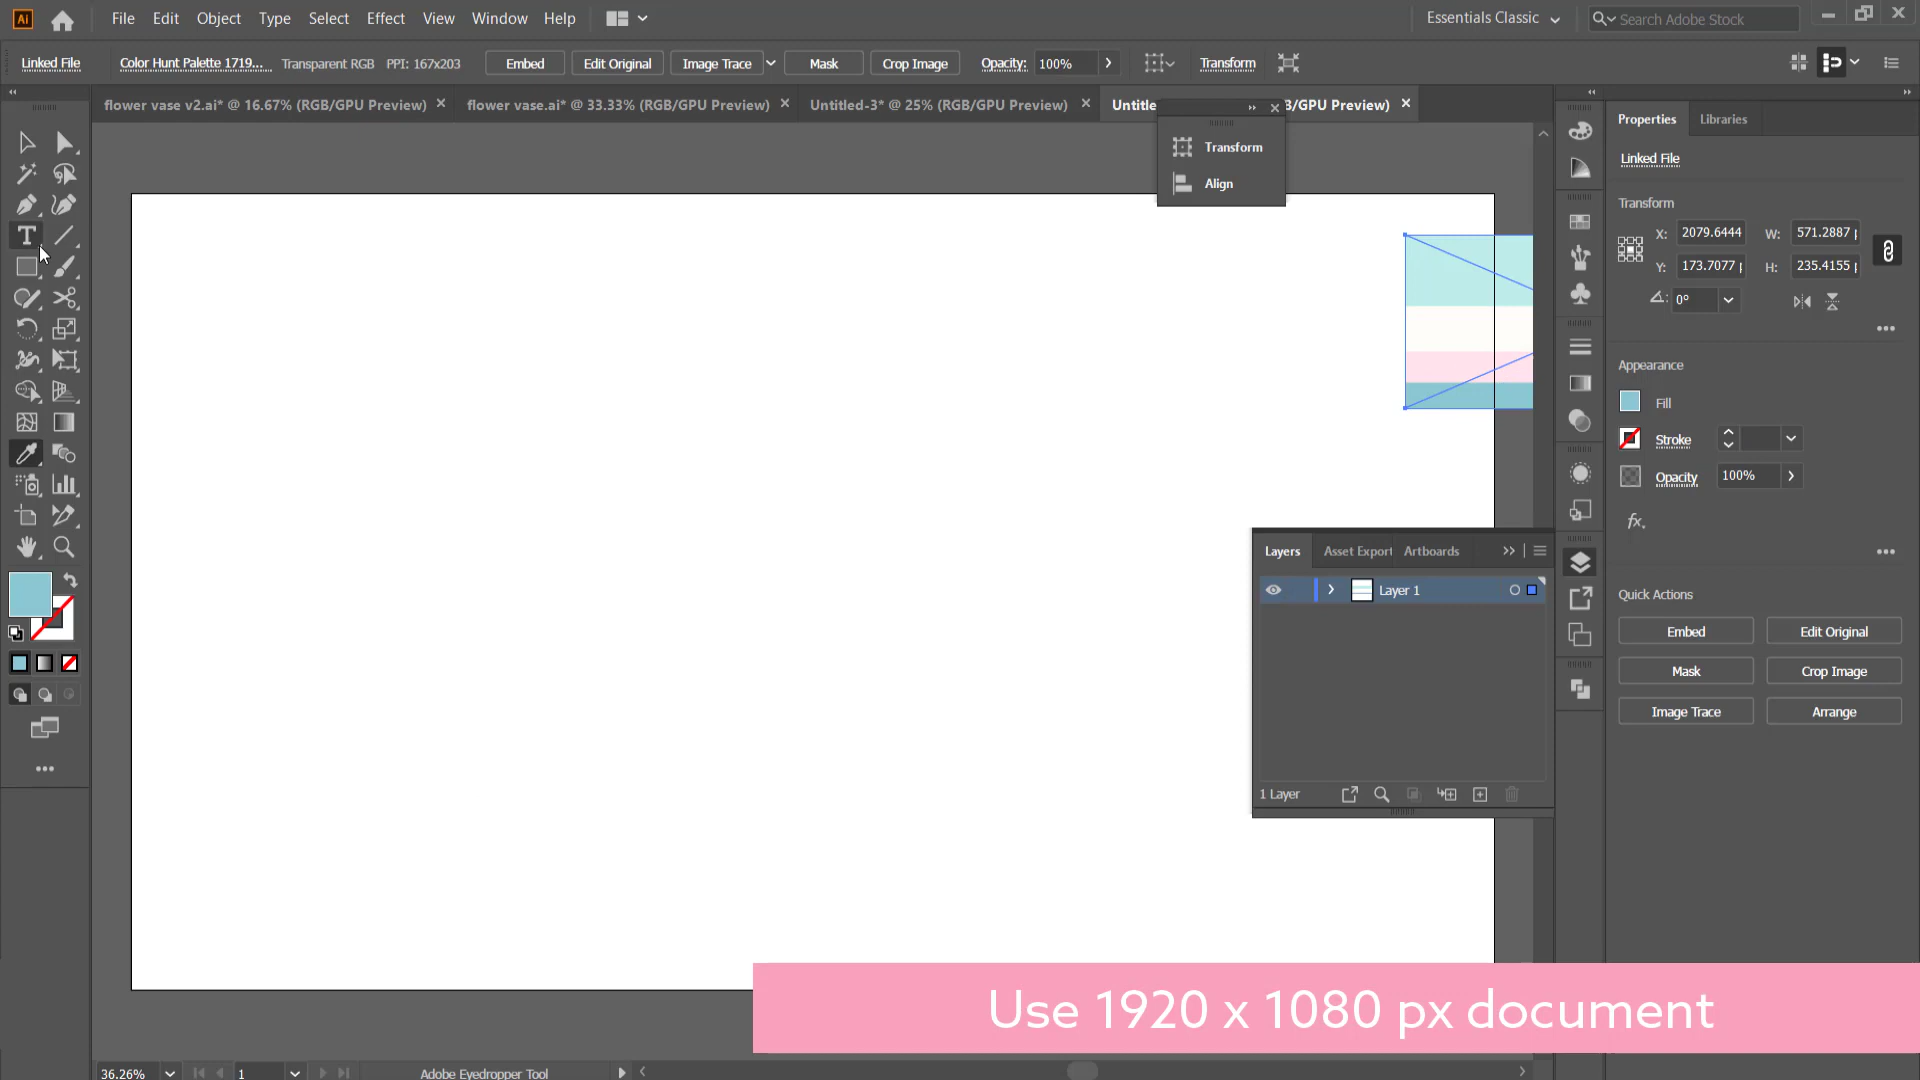 Ai File Edit Object Type Select Effect View Window Help Essentials Classic Search Adobe Stock
Linked File Color Hunt Palette 1719... Transparent RGB PPI: 167x203 Embed Edit Original Image Trace Mask Crop Image Opacity: 100% Transform
flower vase v2.ai* @ 16.67% (RGB/GPU Preview) flower vase.ai* @ 33.33% (RGB/GPU Preview) Untitled-3* @ 25% (RGB/GPU Preview) Untitle B/GPU Preview)
Transform
Align
Properties Libraries
Linked File
Transform
X: 2079.6444 W: 571.2887 p
Y: 173.7077 p H: 235.4155 p
0°
Appearance
Fill
Stroke
Opacity 100%
fx.
Layers Asset Export Artboards
Layer 1
1 Layer
Quick Actions
Embed Edit Original
Mask Crop Image
Image Trace Arrange
Use 1920 x 1080 px document
36.26% 1 Adobe Eyedropper Tool